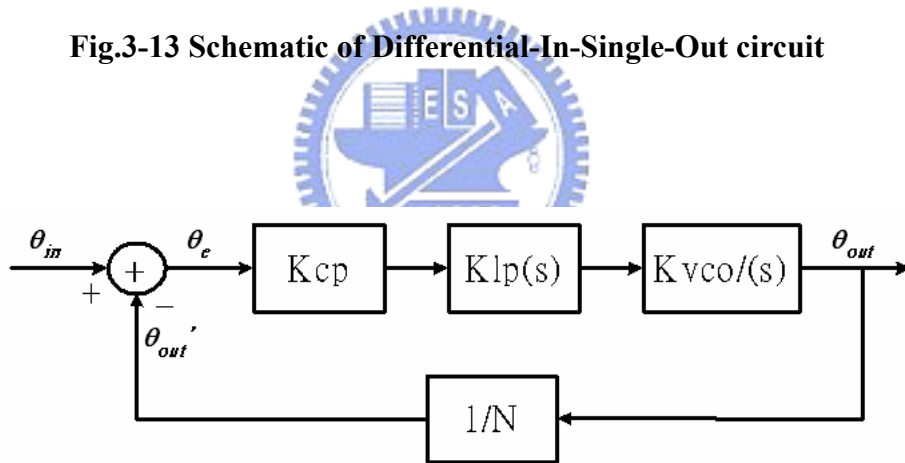 Fig.3-13 Schematic of Differential-In-Single-Out circuit
E S A
θin + + − θe Kcp Klp(s) Kvco/(s) θout
θout'
1/N